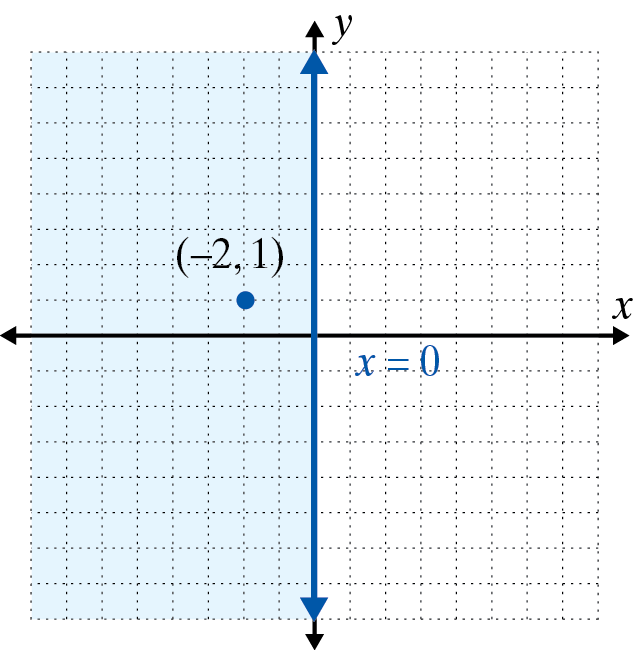 y
(–2, 1)
x
x = 0